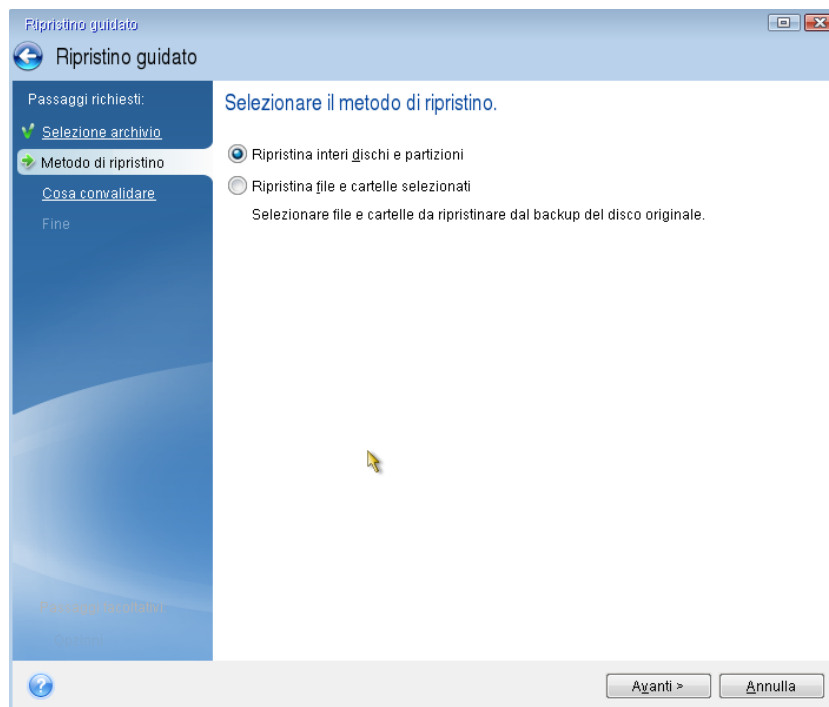 Ripristino guidato
Ripristino guidato
Passaggi richiesti:
Selezione archivio
Metodo di ripristino
Cosa convalidare
Fine
Selezionare il metodo di ripristino.
Ripristina interi dischi e partizioni
Ripristina file e cartelle selezionati
Selezionare file e cartelle da ripristinare dal backup del disco originale.
Avanti >
Annulla